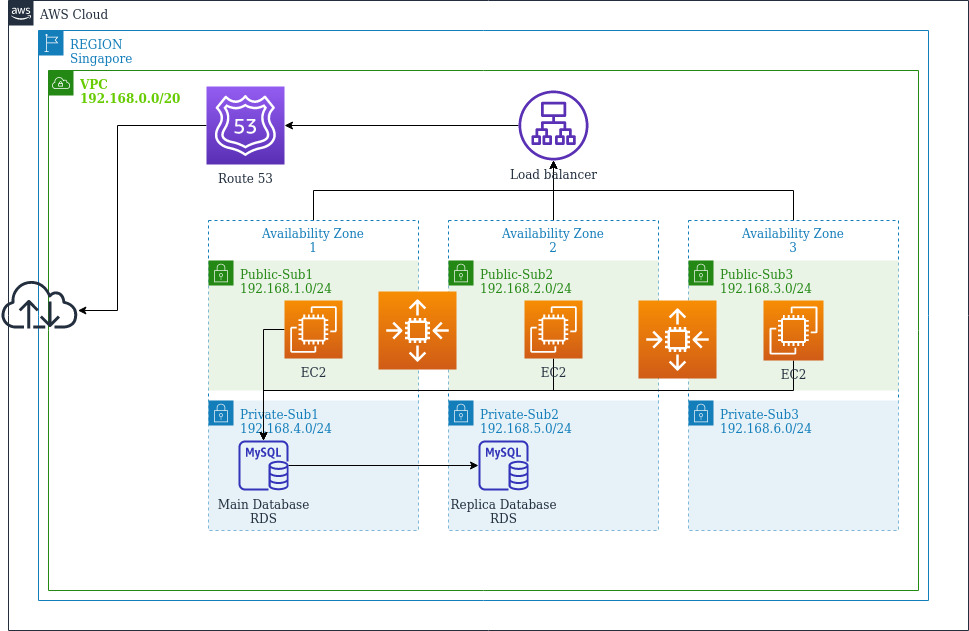 aws
AWS Cloud
REGION
Singapore
VPC
192.168.0.0/20
53
Route 53
Load balancer
Availability Zone
1
Availability Zone
2
Availability Zone
3
Public-Sub1
192.168.1.0/24
Public-Sub2
192.168.2.0/24
Public-Sub3
192.168.3.0/24
EC2
EC2
EC2
Private-Sub1
192.168.4.0/24
Private-Sub2
192.168.5.0/24
Private-Sub3
192.168.6.0/24
MySQL
MySQL
Main Database
RDS
Replica Database
RDS